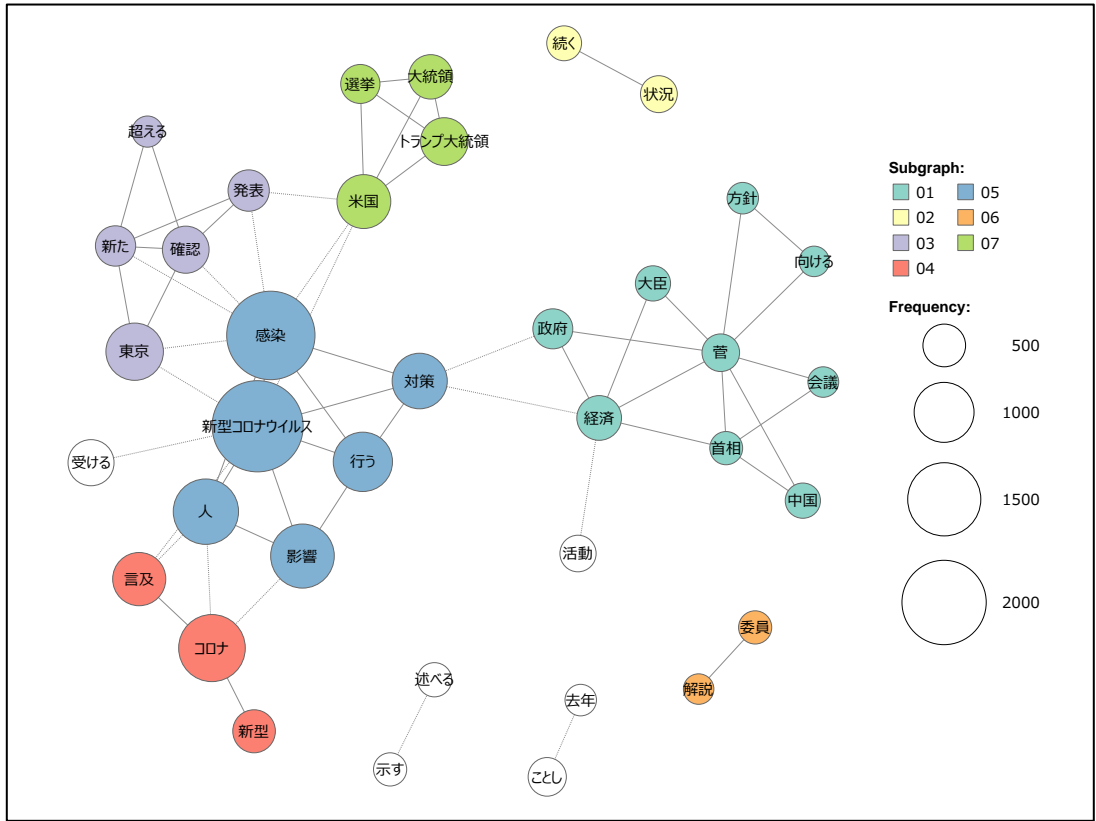 続く
状況
選挙
大統領
トランプ大統領
米国
超える
発表
新た
確認
東京
感染
新型コロナウイルス
対策
行う
受ける
人
影響
言及
コロナ
新型
方針
向ける
大臣
政府
菅
会議
経済
首相
中国
活動
委員
解説
述べる
示す
去年
ことし
Subgraph:
01 05
02 06
03 07
04
Frequency:
500
1000
1500
2000